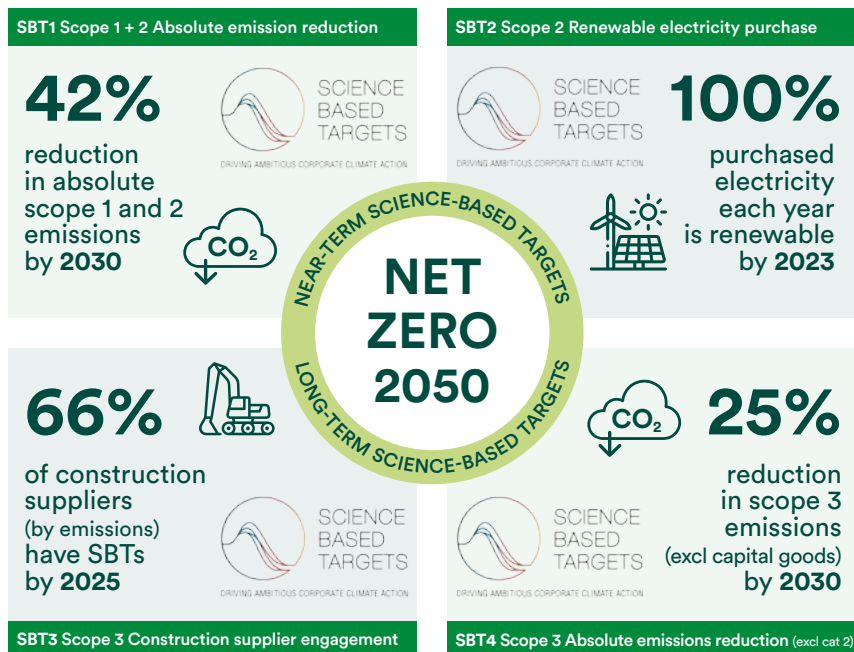 SBT1 Scope 1 + 2 Absolute emission reduction
42%
reduction
in absolute
scope 1 and 2
emissions
by 2030
SCIENCE
BASED
TARGETS
DRIVING AMBITIOUS CORPORATE CLIMATE ACTION
CO₂
SBT2 Scope 2 Renewable electricity purchase
SCIENCE
BASED
TARGETS
DRIVING AMBITIOUS CORPORATE CLIMATE ACTION
100%
purchased
electricity
each year
is renewable
by 2023
NEAR-TERM SCIENCE-BASED TARGETS
NET
ZERO
2050
LONG-TERM SCIENCE-BASED TARGETS
66%
of construction
suppliers
(by emissions)
have SBTs
by 2025
SCIENCE
BASED
TARGETS
DRIVING AMBITIOUS CORPORATE CLIMATE ACTION
SBT3 Scope 3 Construction supplier engagement
CO₂
25%
reduction
in scope 3
emissions
(excl capital goods)
by 2030
SCIENCE
BASED
TARGETS
DRIVING AMBITIOUS CORPORATE CLIMATE ACTION
SBT4 Scope 3 Absolute emissions reduction (excl cat 2)